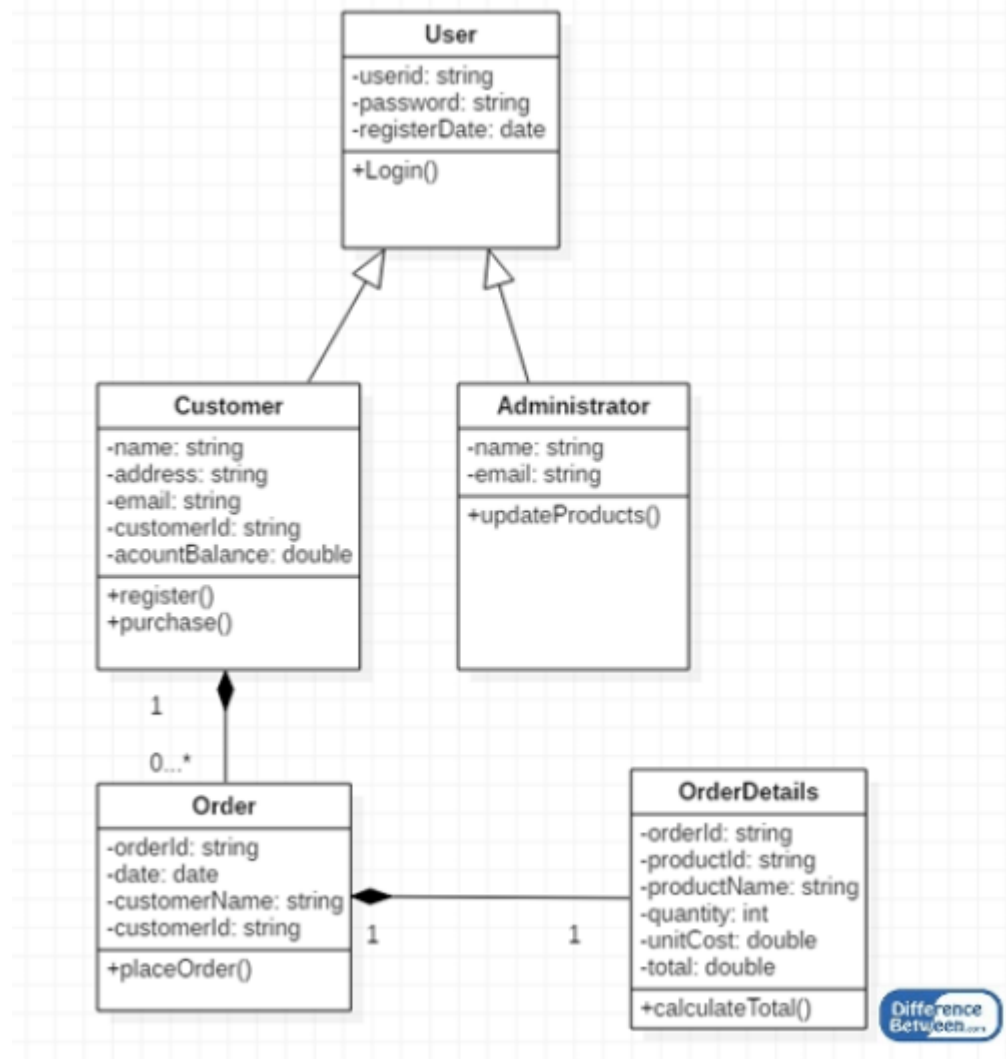 User
-userid: string
-password: string
-registerDate: date
+Login()
Customer
-name: string
-address: string
-email: string
-customerId: string
-acountBalance: double
+register()
+purchase()
Administrator
-name: string
-email: string
+updateProducts()
1
0...*
Order
-orderId: string
-date: date
-customerName: string
-customerId: string
+placeOrder()
1
1
OrderDetails
-orderId: string
-productId: string
-productName: string
-quantity: int
-unitCost: double
-total: double
+calculateTotal()
Difference
Between.com